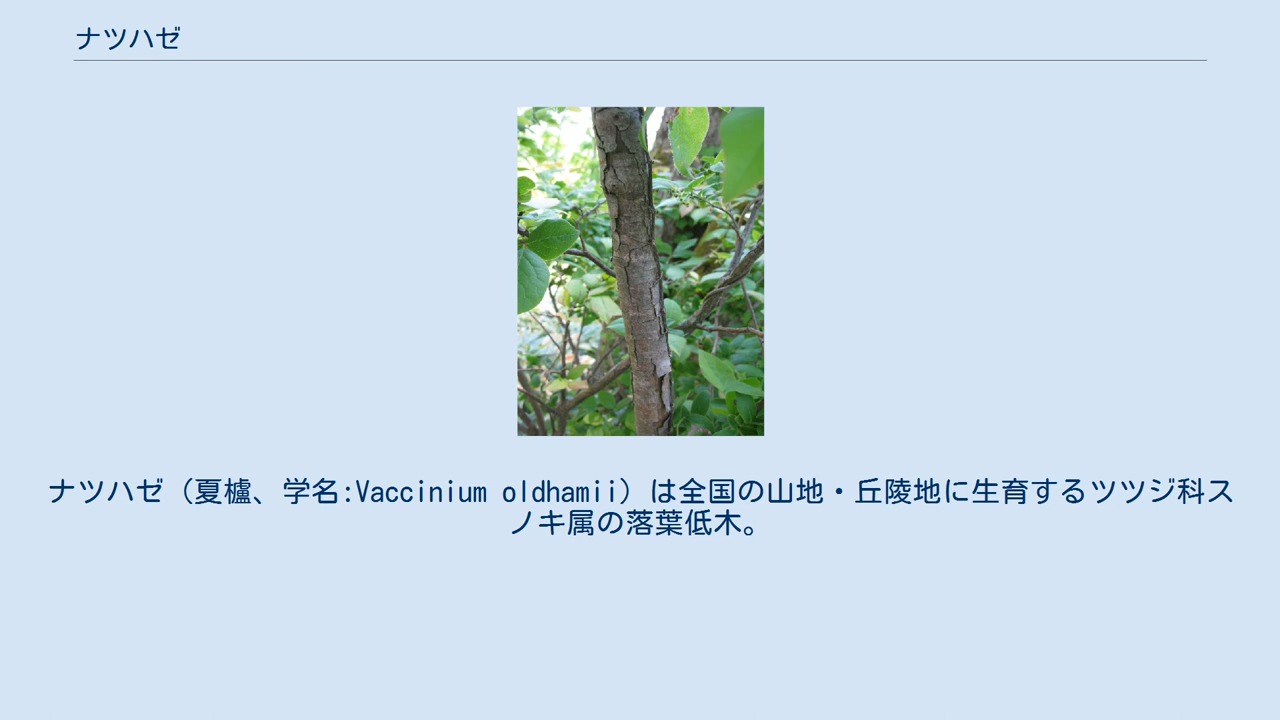 ナツハゼ
ナツハゼ（夏櫨、学名:Vaccinium oldhamii）は全国の山地・丘陵地に生育するツツジ科ス
ノキ属の落葉低木。